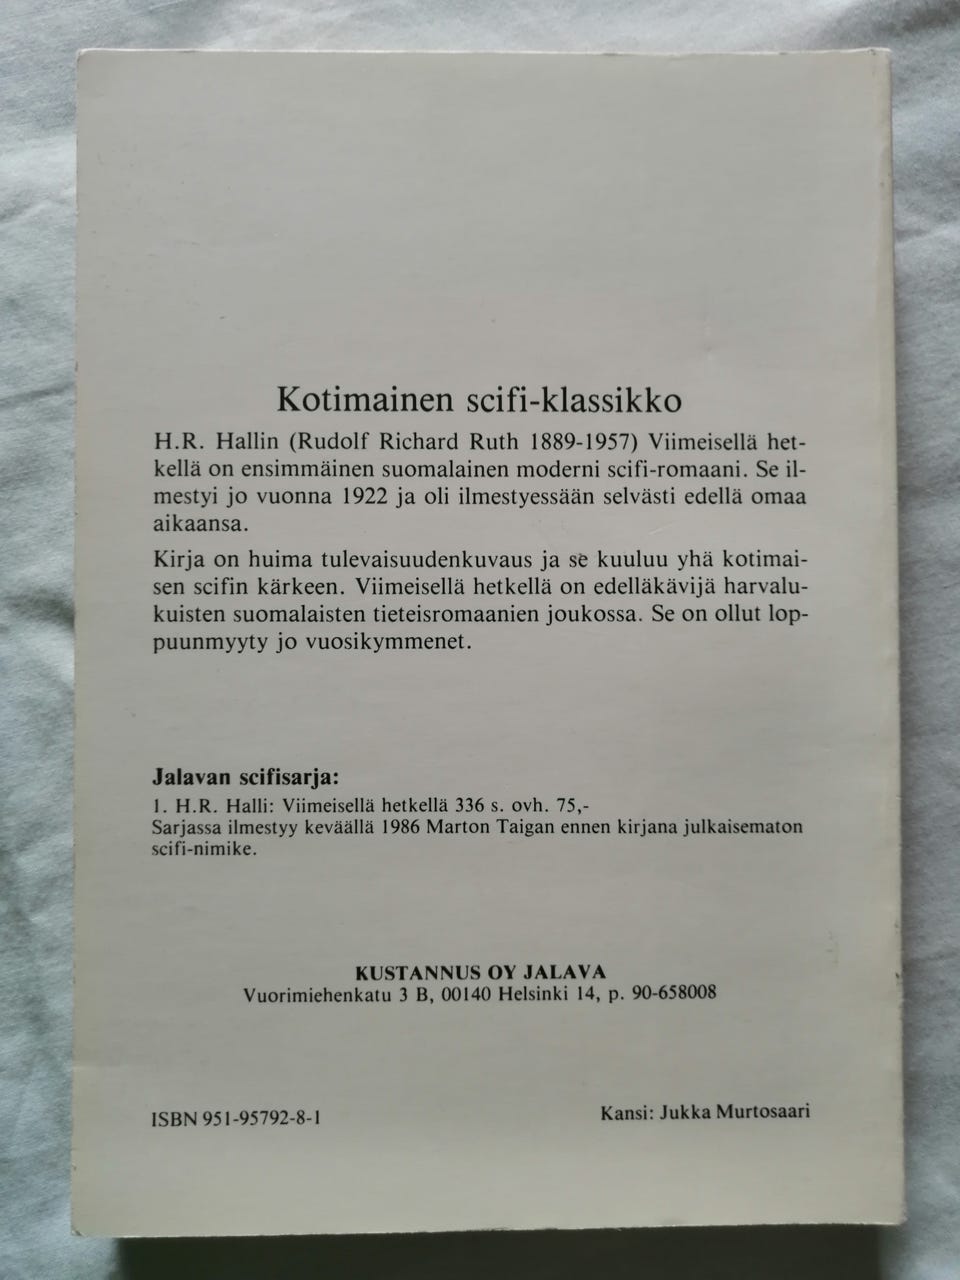 Kotimainen scifi-klassikko
H.R. Hallin (Rudolf Richard Ruth 1889-1957) Viimeisellä het-
kellä on ensimmäinen suomalainen moderni scifi-romaani. Se il-
mestyi jo vuonna 1922 ja oli ilmestyessään selvästi edellä omaa
aikaansa.
Kirja on huima tulevaisuudenkuvaus ja se kuuluu yhä kotimai-
sen scifin kärkeen. Viimeisellä hetkellä on edelläkävijä harvalu-
kuisten suomalaisten tieteisromaanien joukossa. Se on ollut lop-
puunmyyty jo vuosikymmenet.
Jalavan scifisarja:
1. H.R. Halli: Viimeisellä hetkellä 336 s. ovh. 75,-
Sarjassa ilmestyy keväällä 1986 Marton Taigan ennen kirjana julkaisematon
scifi-nimike.
KUSTANNUS OY JALAVA
Vuorimiehenkatu 3 B, 00140 Helsinki 14, p. 90-658008
ISBN 951-95792-8-1
Kansi: Jukka Murtosaari